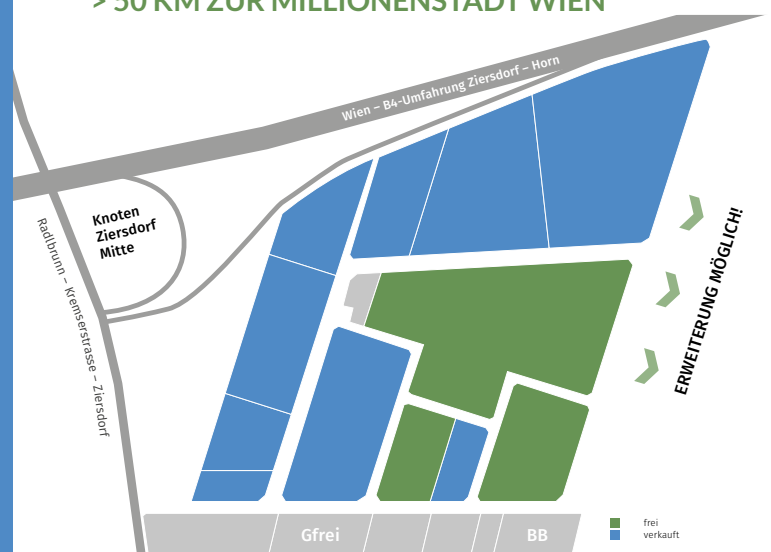 > 50 KM ZUR MILLIONENSTADT WIEN
Wien – B4-Umfahrung Ziersdorf – Horn
Knoten
Ziersdorf
Mitte
Radlbrunn – Kremserstrasse – Ziersdorf
ERWEITERUNG MÖGLICH!
Gfrei
BB
frei
verkauft